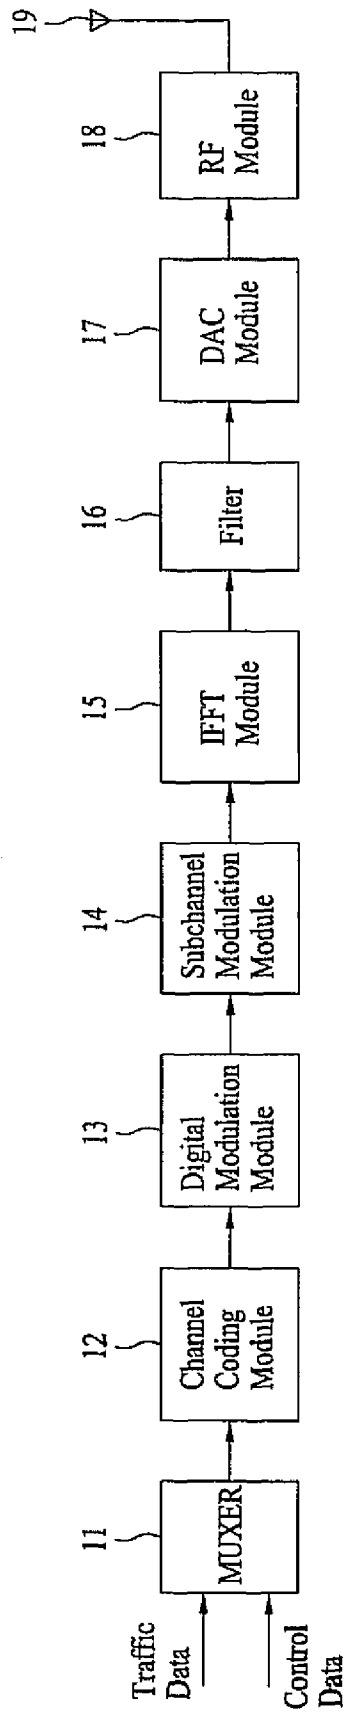 Traffic
Data
Control
Data
11
MUXER
12
Channel
Coding
Module
13
Digital
Modulation
Module
14
Subchannel
Modulation
Module
15
IFFT
Module
16
Filter
17
DAC
Module
18
RF
Module
19